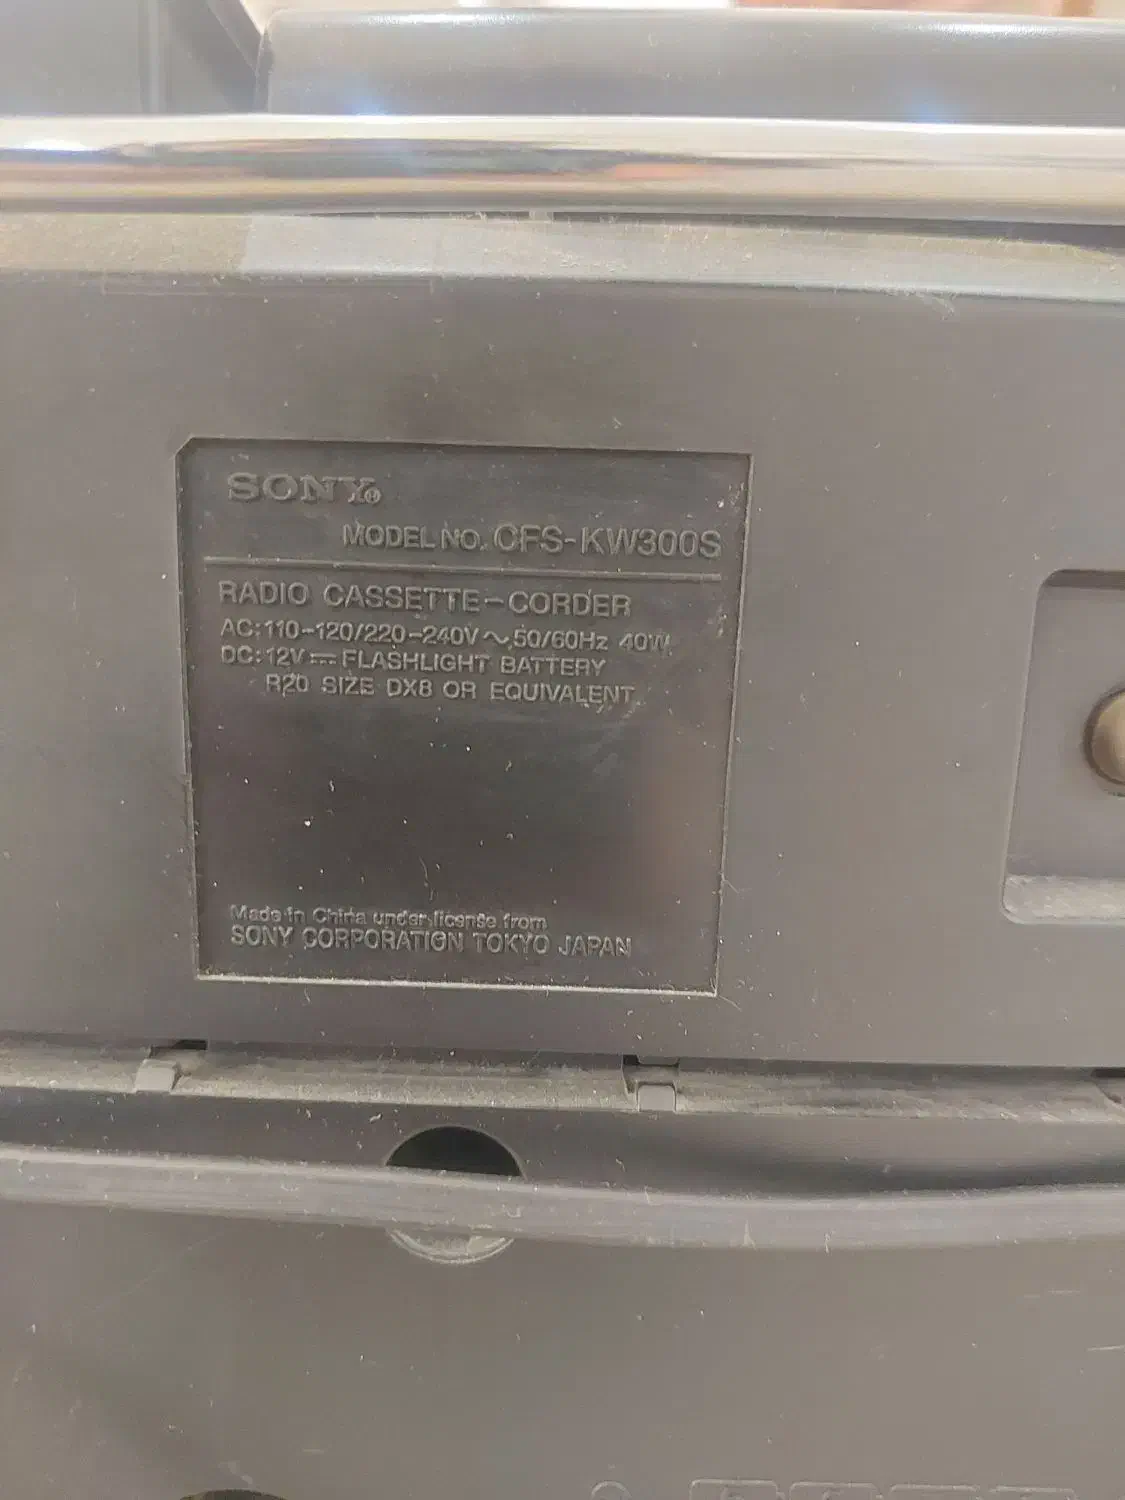 SONY®
MODEL NO. CFS-KW300S
RADIO CASSETTE-CORDER
AC:110-120/220-240V ～ 50/60Hz 40W
DC:12V ⎓ FLASHLIGHT BATTERY
R20 SIZE DX8 OR EQUIVALENT
Made in China under license from
SONY CORPORATION TOKYO JAPAN